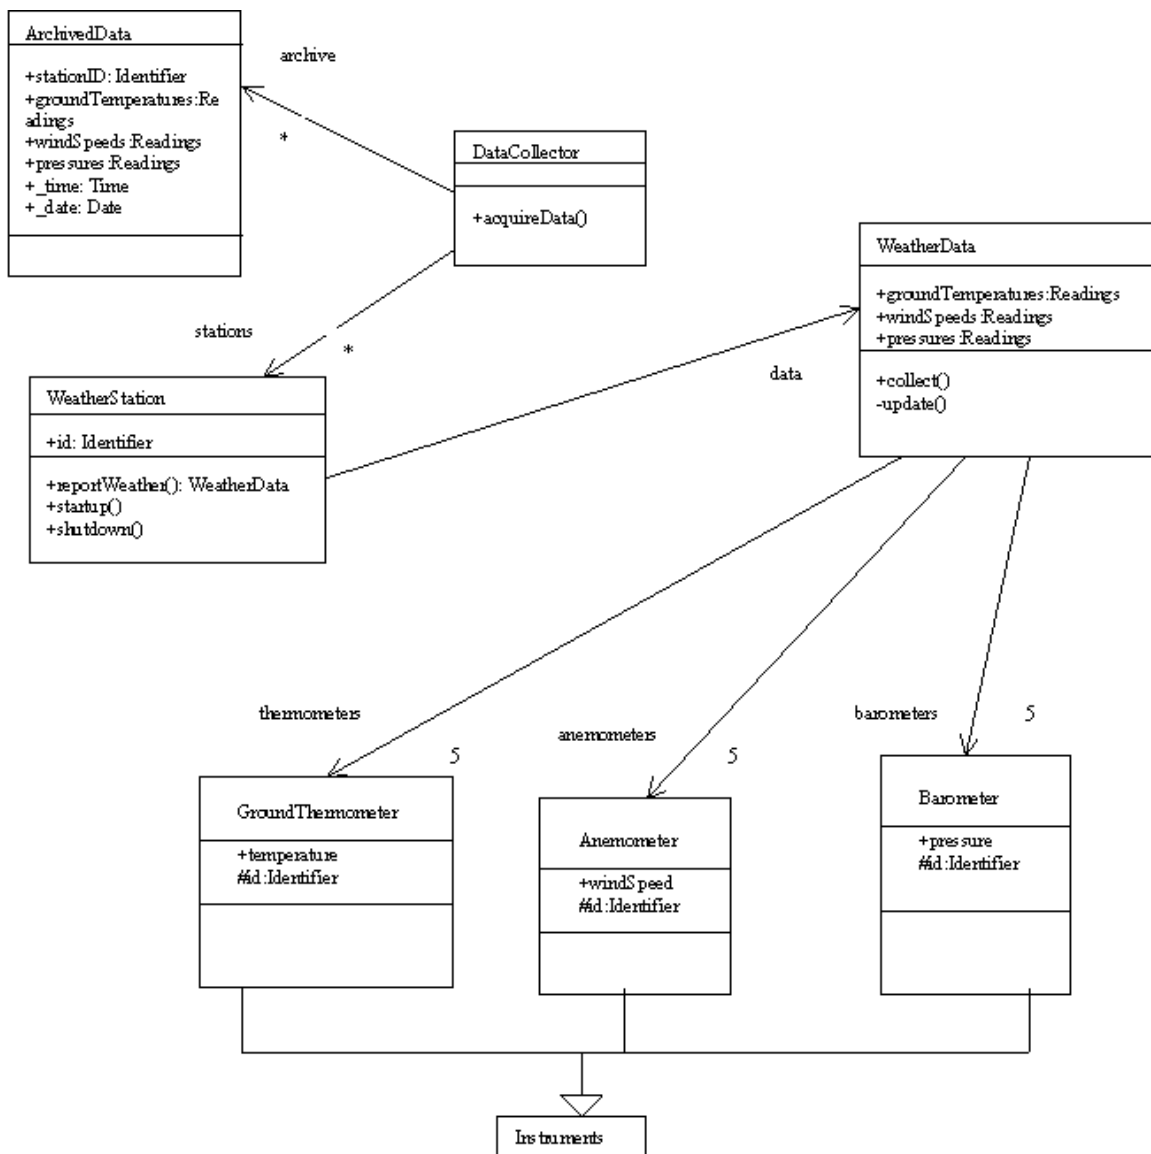 ArchivedData
+stationID: Identifier
+groundTemperatures:Re
adings
+windSpeeds:Readings
+pressures:Readings
+_time: Time
+_date: Date
archive
*
DataCollector
+acquireData()
stations
*
WeatherStation
+id: Identifier
+reportWeather(): WeatherData
+startup()
+shutdown()
data
WeatherData
+groundTemperatures:Readings
+windSpeeds:Readings
+pressures:Readings
+collect()
-update()
thermometers
5
anemometers
5
barometers
5
GroundThermometer
+temperature
#id:Identifier
Anemometer
+windSpeed
#id:Identifier
Barometer
+pressure
#id:Identifier
Instruments